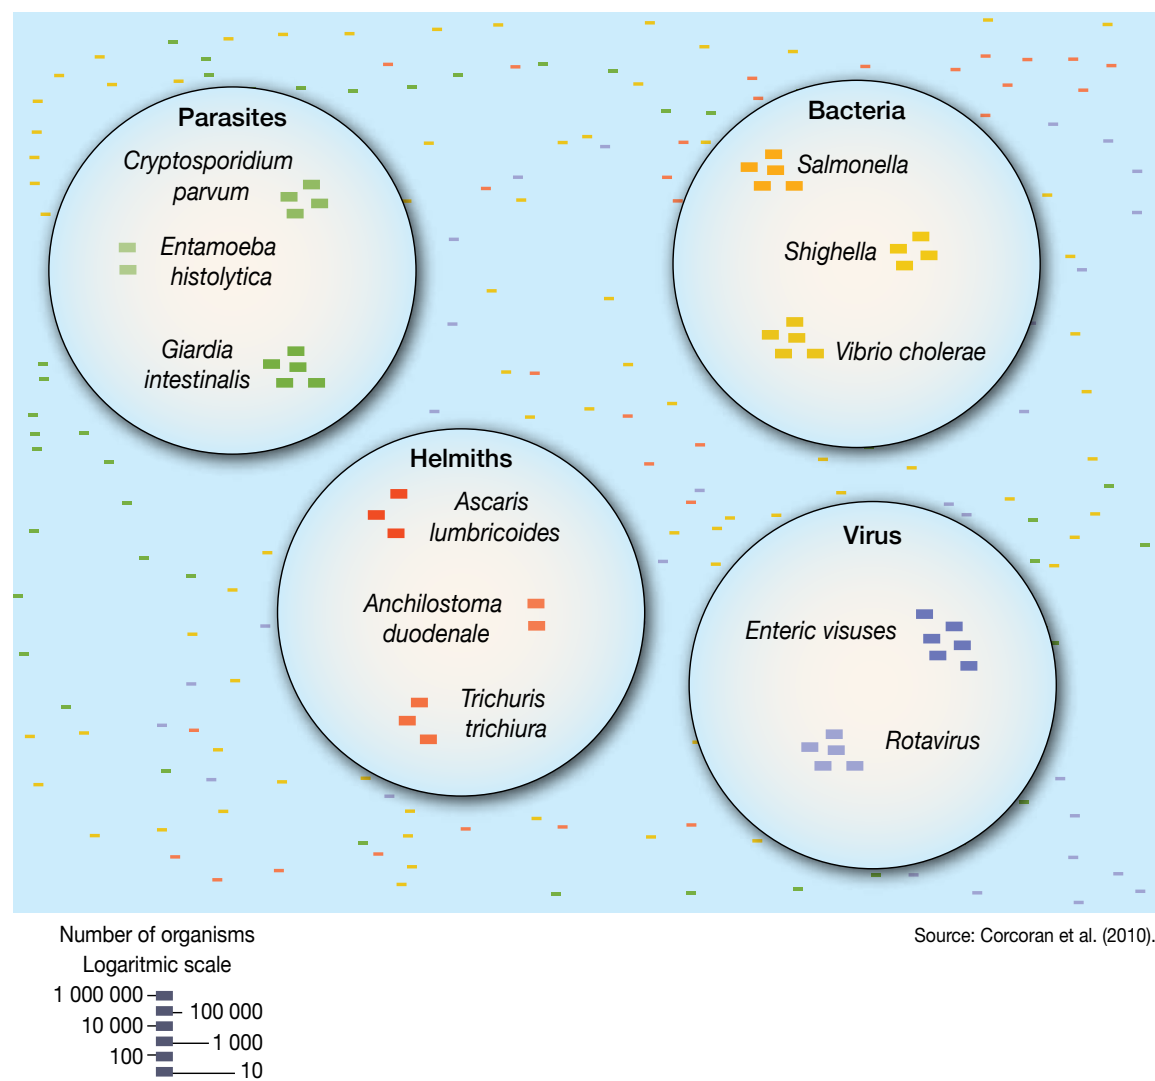 Parasites
Cryptosporidium
parvum
Entamoeba
histolytica
Giardia
intestinalis
Bacteria
Salmonella
Shighella
Vibrio cholerae
Helmiths
Ascaris
lumbricoides
Anchilostoma
duodenale
Trichuris
trichiura
Virus
Enteric visuses
Rotavirus
Number of organisms
Logaritmic scale
1 000 000
100 000
10 000
1 000
100
10
Source: Corcoran et al. (2010).